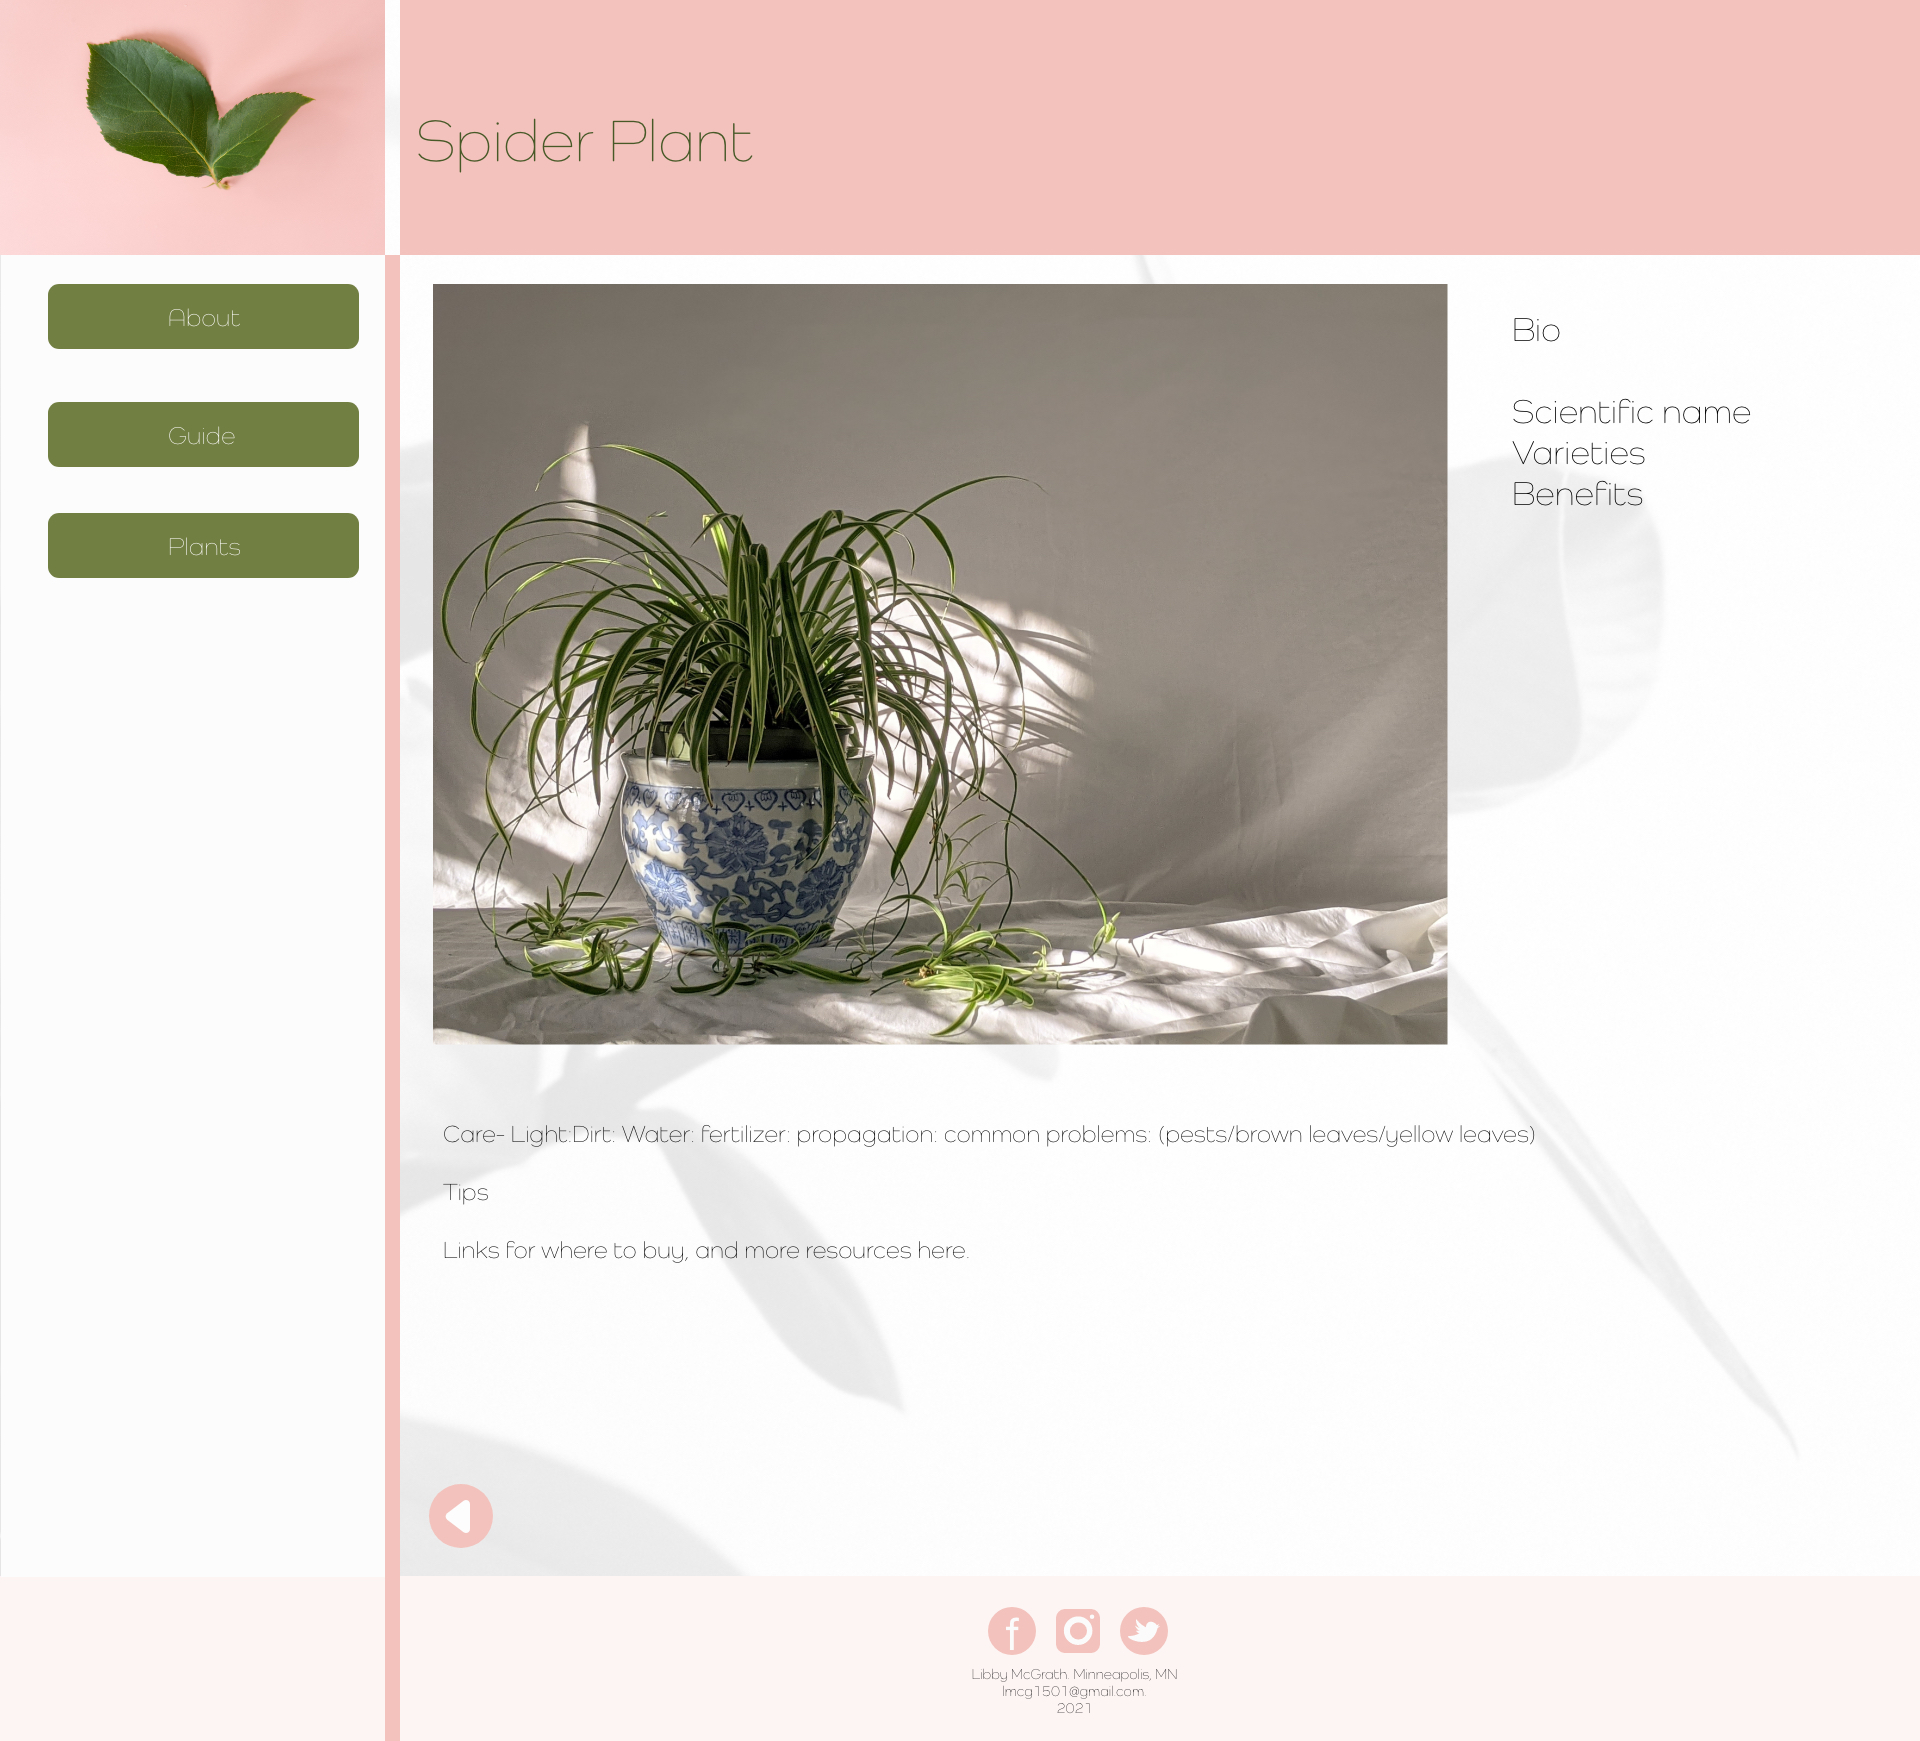 Spider Plant
About
Guide
Plants
Bio
Scientific name
Varieties
Benefits
Care- Light:Dirt: Water: fertilizer: propagation: common problems: (pests/brown leaves/yellow leaves)
Tips
Links for where to buy, and more resources here.
Libby McGrath. Minneapolis, MN
lmcg1501@gmail.com.
2021